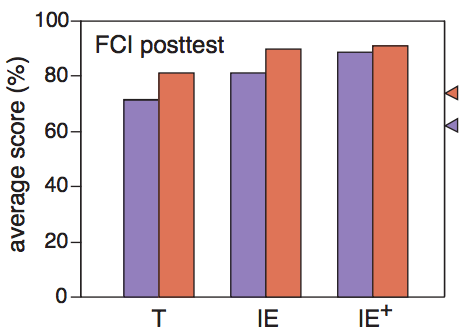 FCI posttest
average score (%)
100
80
60
40
20
0
T
IE
IE+